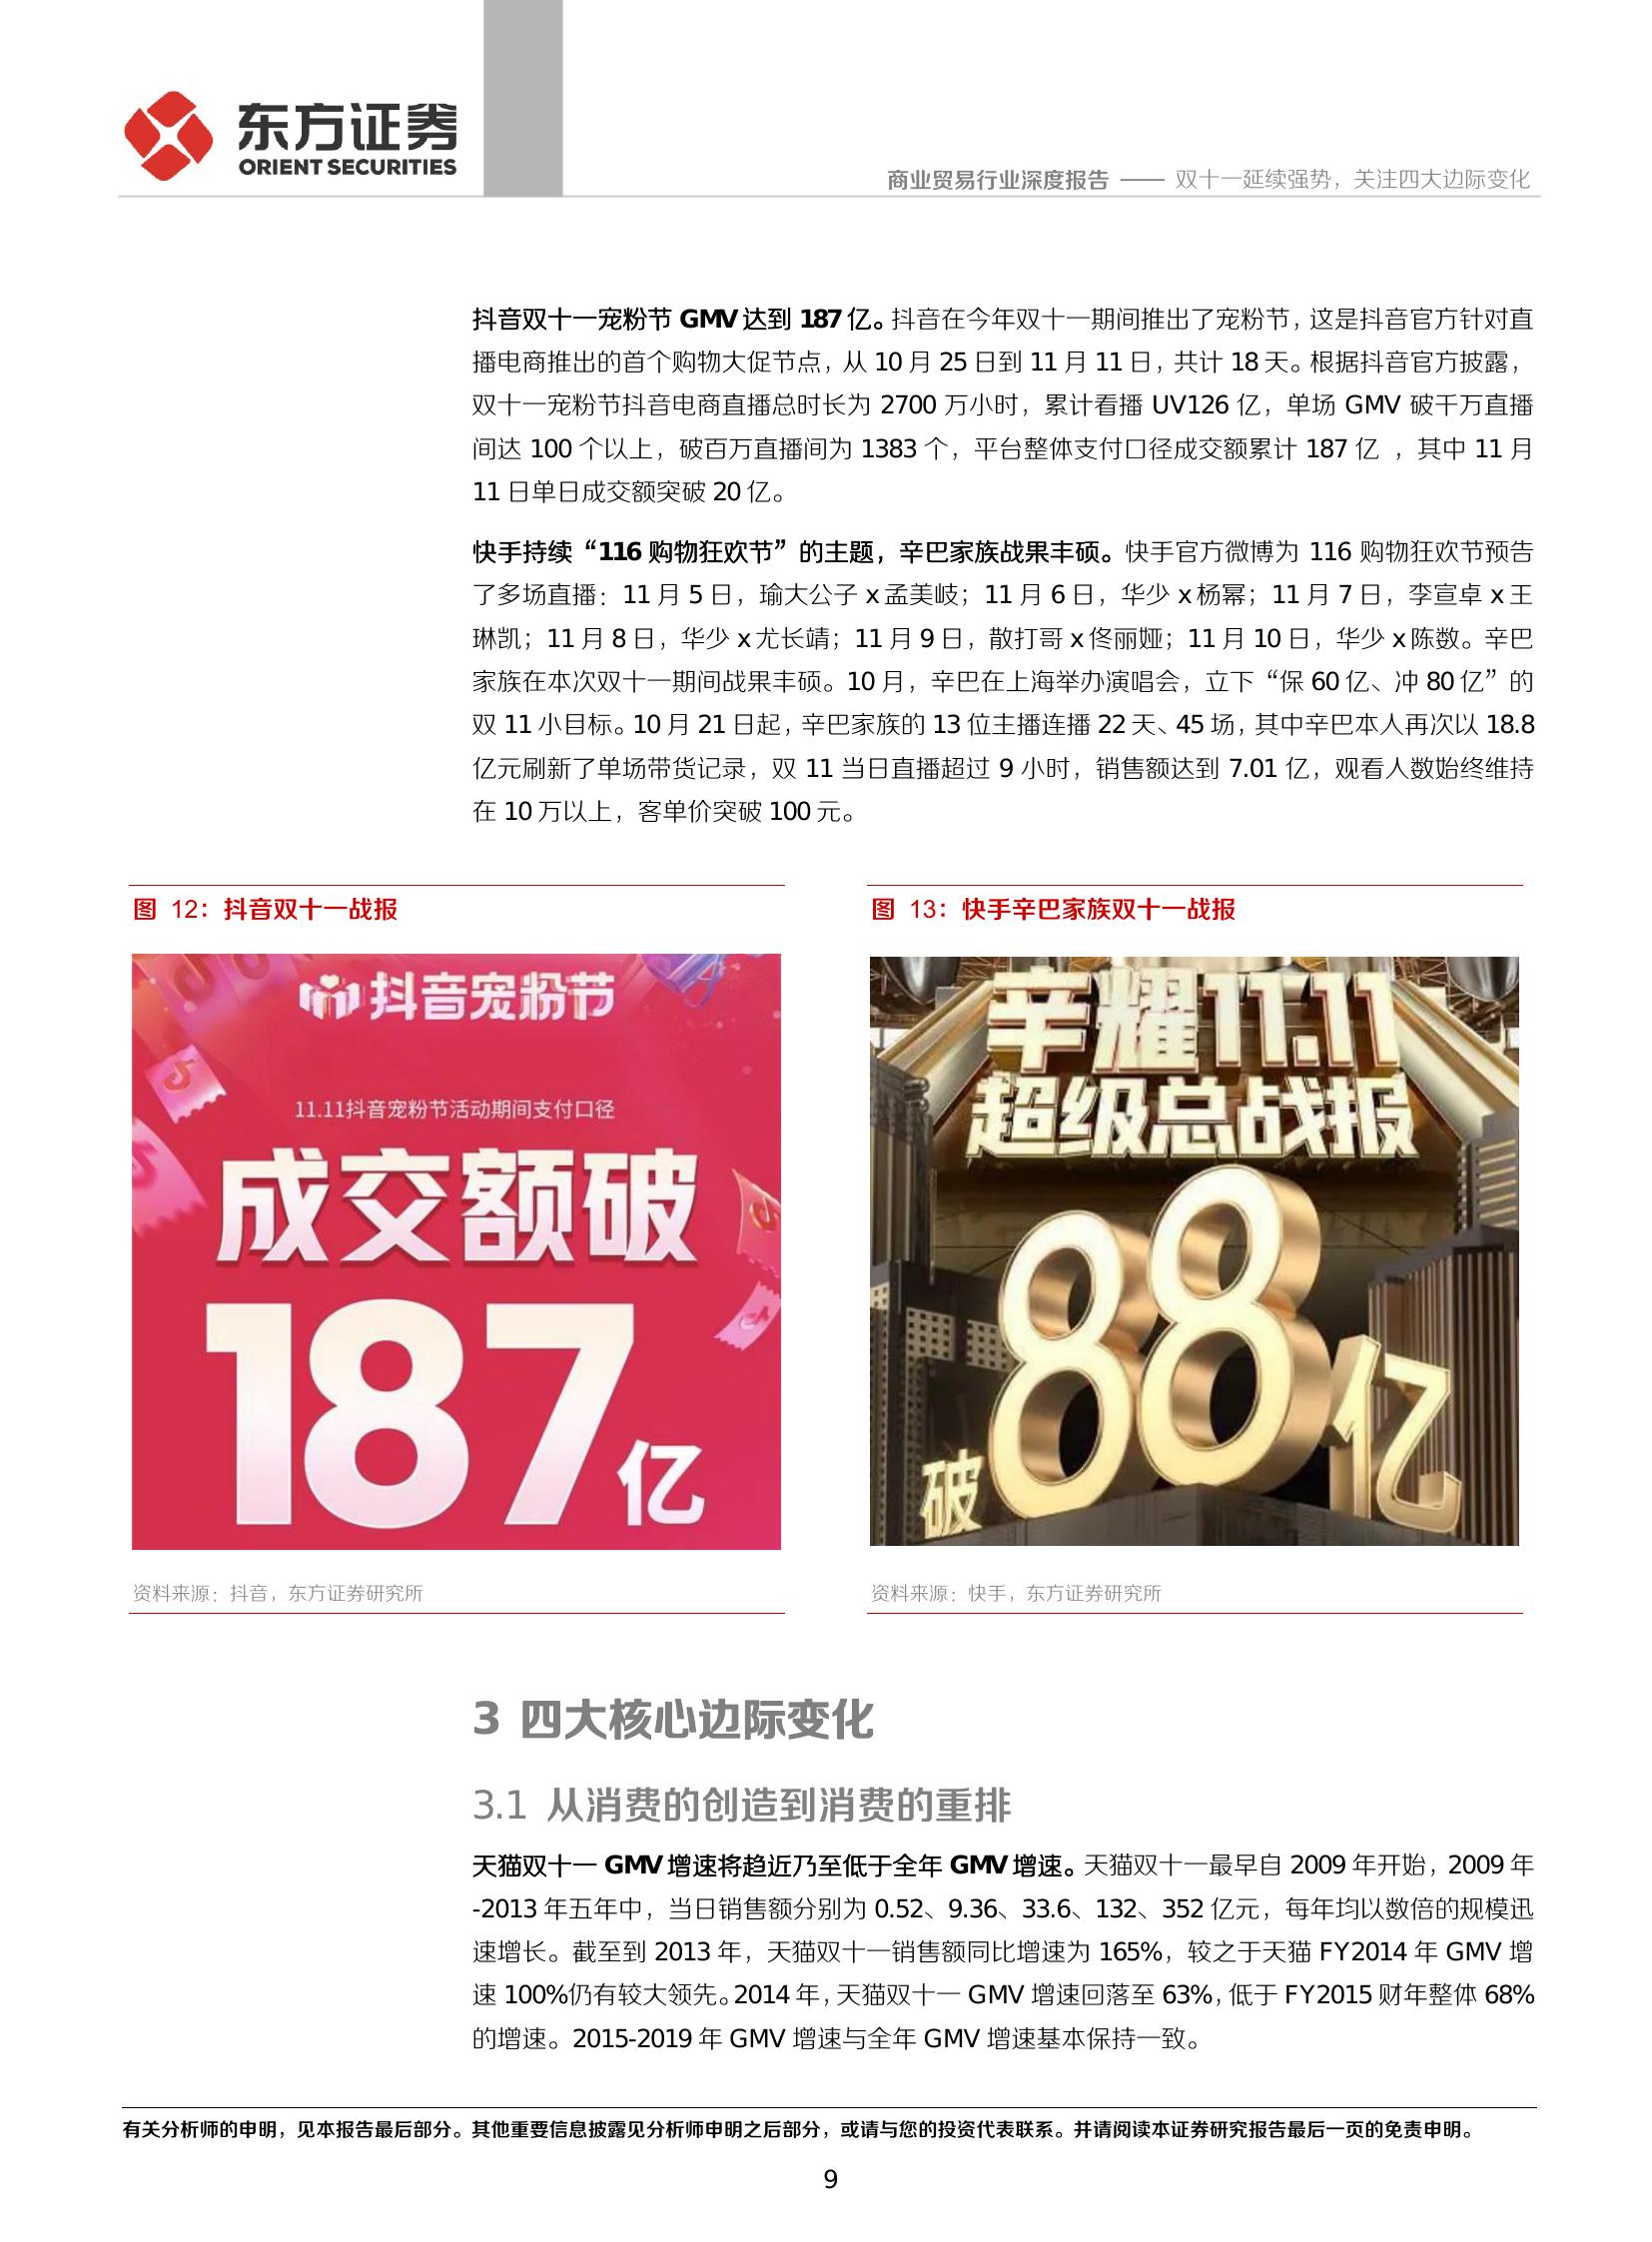 东方证券
ORIENT SECURITIES
商业贸易行业深度报告 —— 双十一延续强势，关注四大边际变化
抖音双十一宠粉节 GMV 达到 187 亿。抖音在今年双十一期间推出了宠粉节，这是抖音官方针对直
播电商推出的首个购物大促节点，从 10 月 25 日到 11 月 11 日，共计 18 天。根据抖音官方披露，
双十一宠粉节抖音电商直播总时长为 2700 万小时，累计看播 UV126 亿，单场 GMV 破千万直播
间达 100 个以上，破百万直播间为 1383 个，平台整体支付口径成交额累计 187 亿 ，其中 11 月
11 日单日成交额突破 20 亿。
快手持续“116 购物狂欢节”的主题，辛巴家族战果丰硕。快手官方微博为 116 购物狂欢节预告
了多场直播：11 月 5 日，瑜大公子 x 孟美岐；11 月 6 日，华少 x 杨幂；11 月 7 日，李宣卓 x 王
琳凯；11 月 8 日，华少 x 尤长靖；11 月 9 日，散打哥 x 佟丽娅；11 月 10 日，华少 x 陈数。辛巴
家族在本次双十一期间战果丰硕。10 月，辛巴在上海举办演唱会，立下“保 60 亿、冲 80 亿”的
双 11 小目标。10 月 21 日起，辛巴家族的 13 位主播连播 22 天、45 场，其中辛巴本人再次以 18.8
亿元刷新了单场带货记录，双 11 当日直播超过 9 小时，销售额达到 7.01 亿，观看人数始终维持
在 10 万以上，客单价突破 100 元。
图 12：抖音双十一战报
抖音宠粉节
11.11抖音宠粉节活动期间支付口径
成交额破
187亿
资料来源：抖音，东方证券研究所
图 13：快手辛巴家族双十一战报
辛耀11.11
超级总战报
破88亿
资料来源：快手，东方证券研究所
3 四大核心边际变化
3.1 从消费的创造到消费的重排
天猫双十一 GMV 增速将趋近乃至低于全年 GMV 增速。天猫双十一最早自 2009 年开始，2009 年
-2013 年五年中，当日销售额分别为 0.52、9.36、33.6、132、352 亿元，每年均以数倍的规模迅
速增长。截至到 2013 年，天猫双十一销售额同比增速为 165%，较之于天猫 FY2014 年 GMV 增
速 100%仍有较大领先。2014 年，天猫双十一 GMV 增速回落至 63%，低于 FY2015 财年整体 68%
的增速。2015-2019 年 GMV 增速与全年 GMV 增速基本保持一致。
有关分析师的申明，见本报告最后部分。其他重要信息披露见分析师申明之后部分，或请与您的投资代表联系。并请阅读本证券研究报告最后一页的免责申明。
9